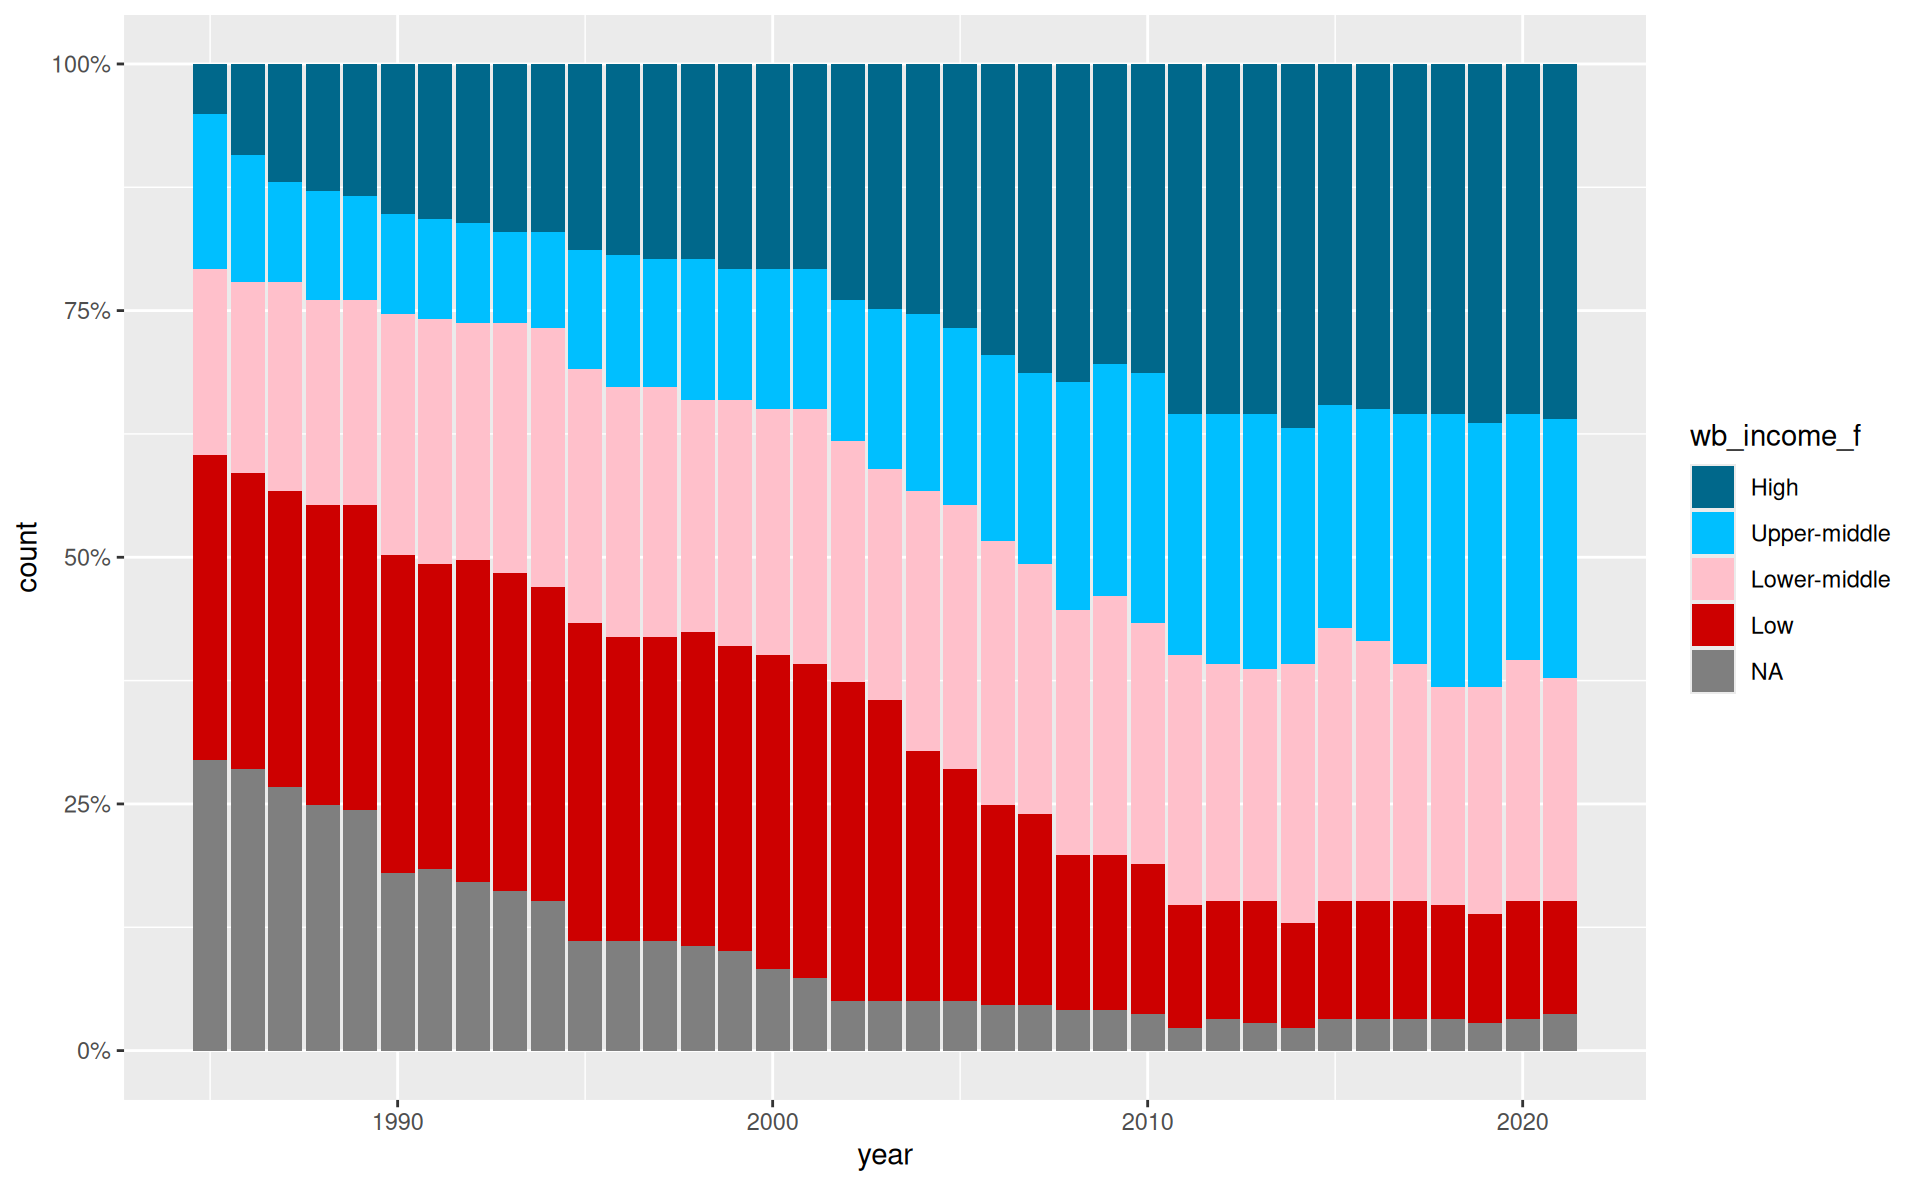 100%
75%
50%
25%
0%
count
1990
2000
2010
2020
year
wb_income_f
High
Upper-middle
Lower-middle
Low
NA